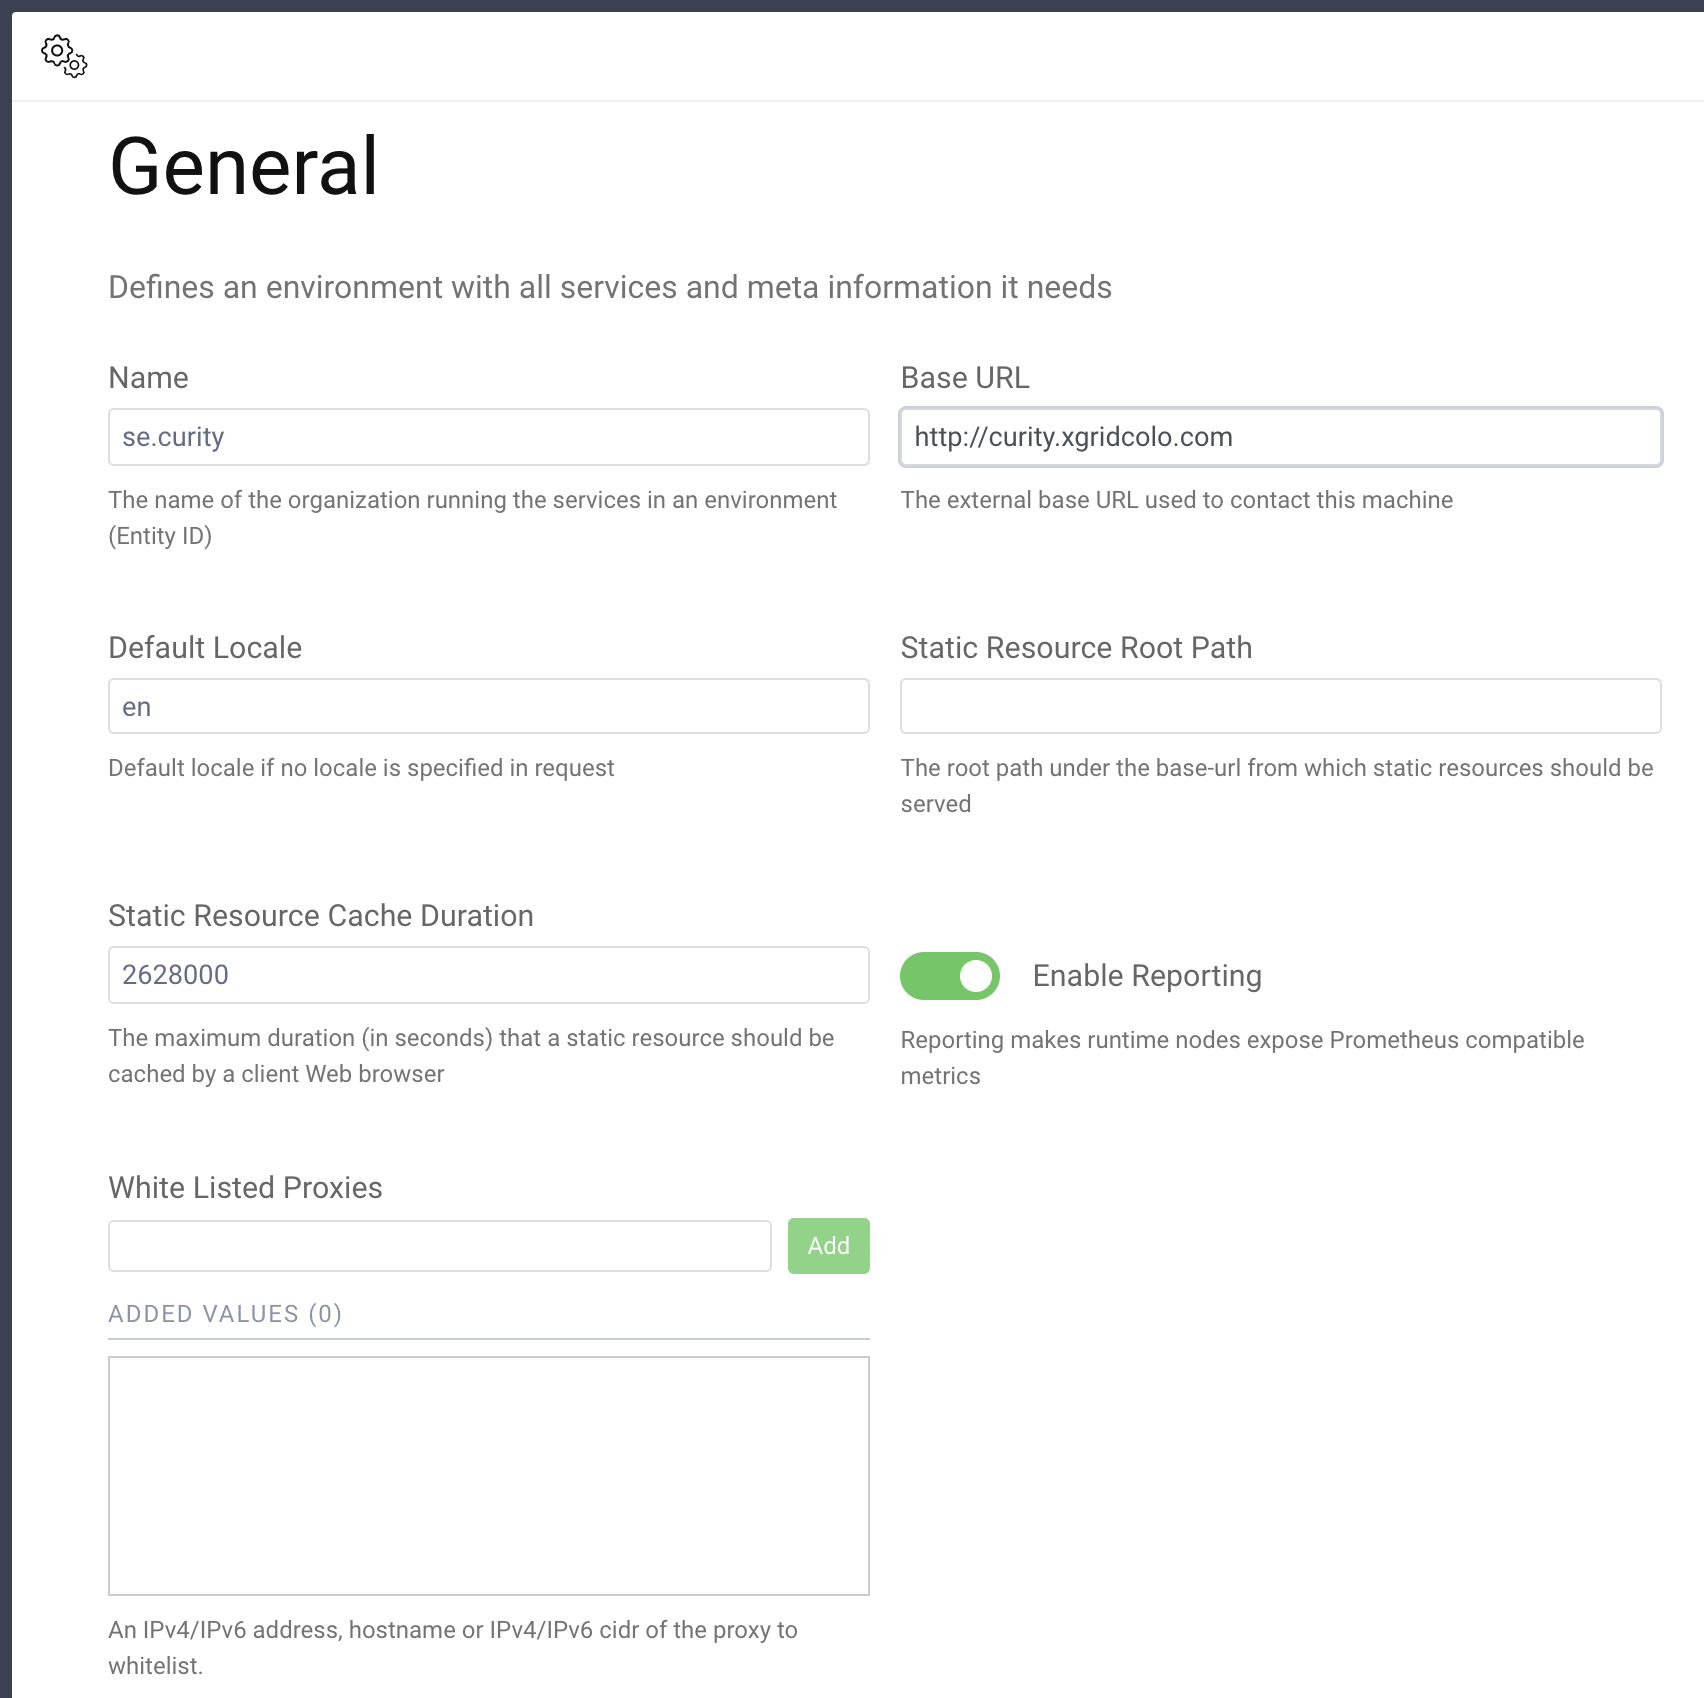 General
Defines an environment with all services and meta information it needs
Name
se.curity
The name of the organization running the services in an environment
(Entity ID)
Base URL
http://curity.xgridcolo.com
The external base URL used to contact this machine
Default Locale
en
Default locale if no locale is specified in request
Static Resource Root Path
The root path under the base-url from which static resources should be
served
Static Resource Cache Duration
2628000
The maximum duration (in seconds) that a static resource should be
cached by a client Web browser
Enable Reporting
Reporting makes runtime nodes expose Prometheus compatible
metrics
White Listed Proxies
Add
ADDED VALUES (0)
An IPv4/IPv6 address, hostname or IPv4/IPv6 cidr of the proxy to
whitelist.